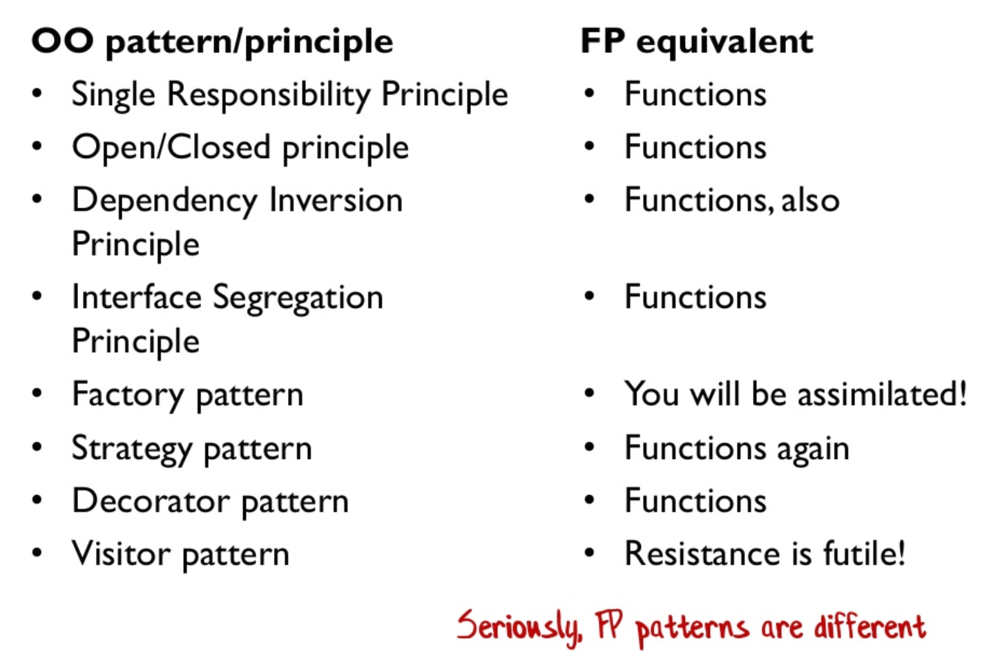 OO pattern/principle FP equivalent
• Single Responsibility Principle • Functions
• Open/Closed principle • Functions
• Dependency Inversion • Functions, also
Principle
• Interface Segregation • Functions
Principle
• Factory pattern • You will be assimilated!
• Strategy pattern • Functions again
• Decorator pattern • Functions
• Visitor pattern • Resistance is futile!
Seriously, FP patterns are different